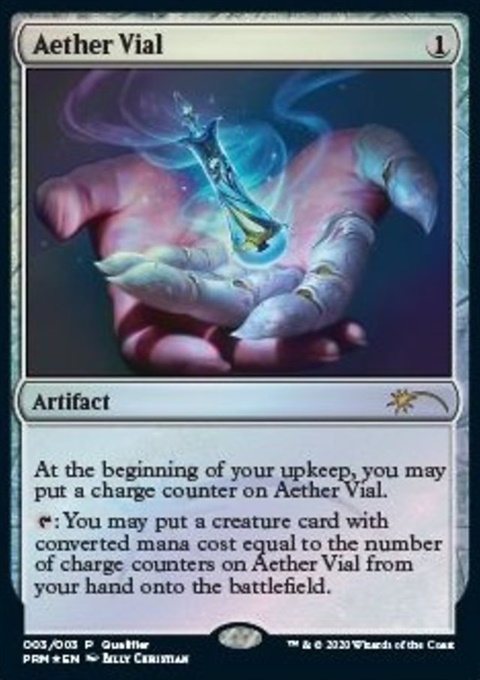 Aether Vial 1
Artifact
At the beginning of your upkeep, you may
put a charge counter on Aether Vial.
: You may put a creature card with
converted mana cost equal to the number
of charge counters on Aether Vial from
your hand onto the battlefield.
003/003 P Qualifier ™ & © 2020 Wizards of the Coast
PRM★EN Billy Christian